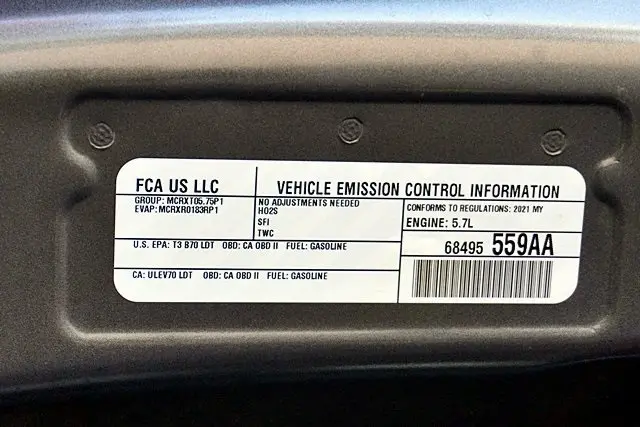 FCA US LLC
VEHICLE EMISSION CONTROL INFORMATION
GROUP: MCRXT05.75P1
EVAP: MCRXR0183RP1
NO ADJUSTMENTS NEEDED
HO2S
SFI
TWC
CONFORMS TO REGULATIONS: 2021 MY
ENGINE: 5.7L
U.S. EPA: T3 B70 LDT OBD: CA OBD II FUEL: GASOLINE
68495 559AA
CA: ULEV70 LDT OBD: CA OBD II FUEL: GASOLINE